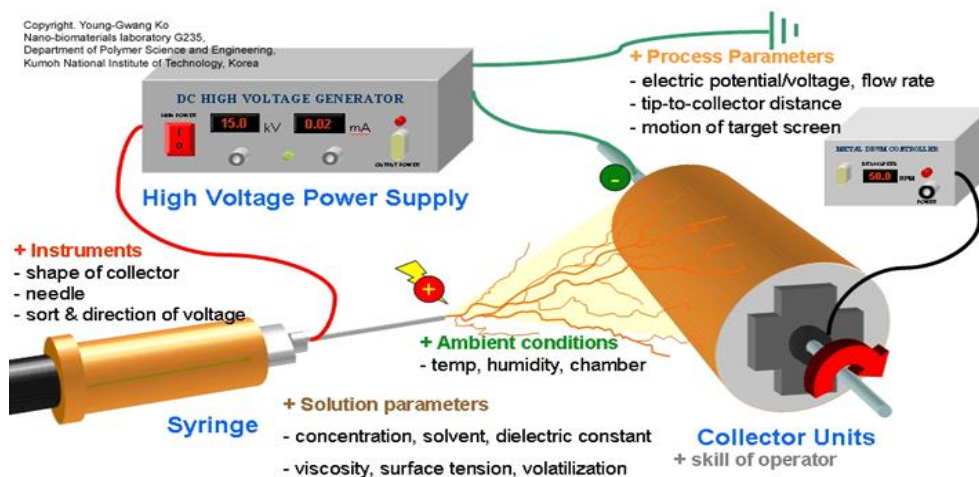 Copyright. Young-Gwang Ko
Nano-biomaterials laboratory G235,
Department of Polymer Science and Engineering,
Kumoh National Institute of Technology, Korea
DC HIGH VOLTAGE GENERATOR
MAIN POWER
I
O
15.0 kV
0.02 mA
OUTPUT POWER
High Voltage Power Supply
+ Process Parameters
- electric potential/voltage, flow rate
- tip-to-collector distance
- motion of target screen
METAL DRUM CONTROLLER
50.0 RPM
POWER
-
+ Instruments
- shape of collector
- needle
- sort & direction of voltage
+
+ Ambient conditions
- temp, humidity, chamber
Syringe
+ Solution parameters
- concentration, solvent, dielectric constant
- viscosity, surface tension, volatilization
Collector Units
+ skill of operator